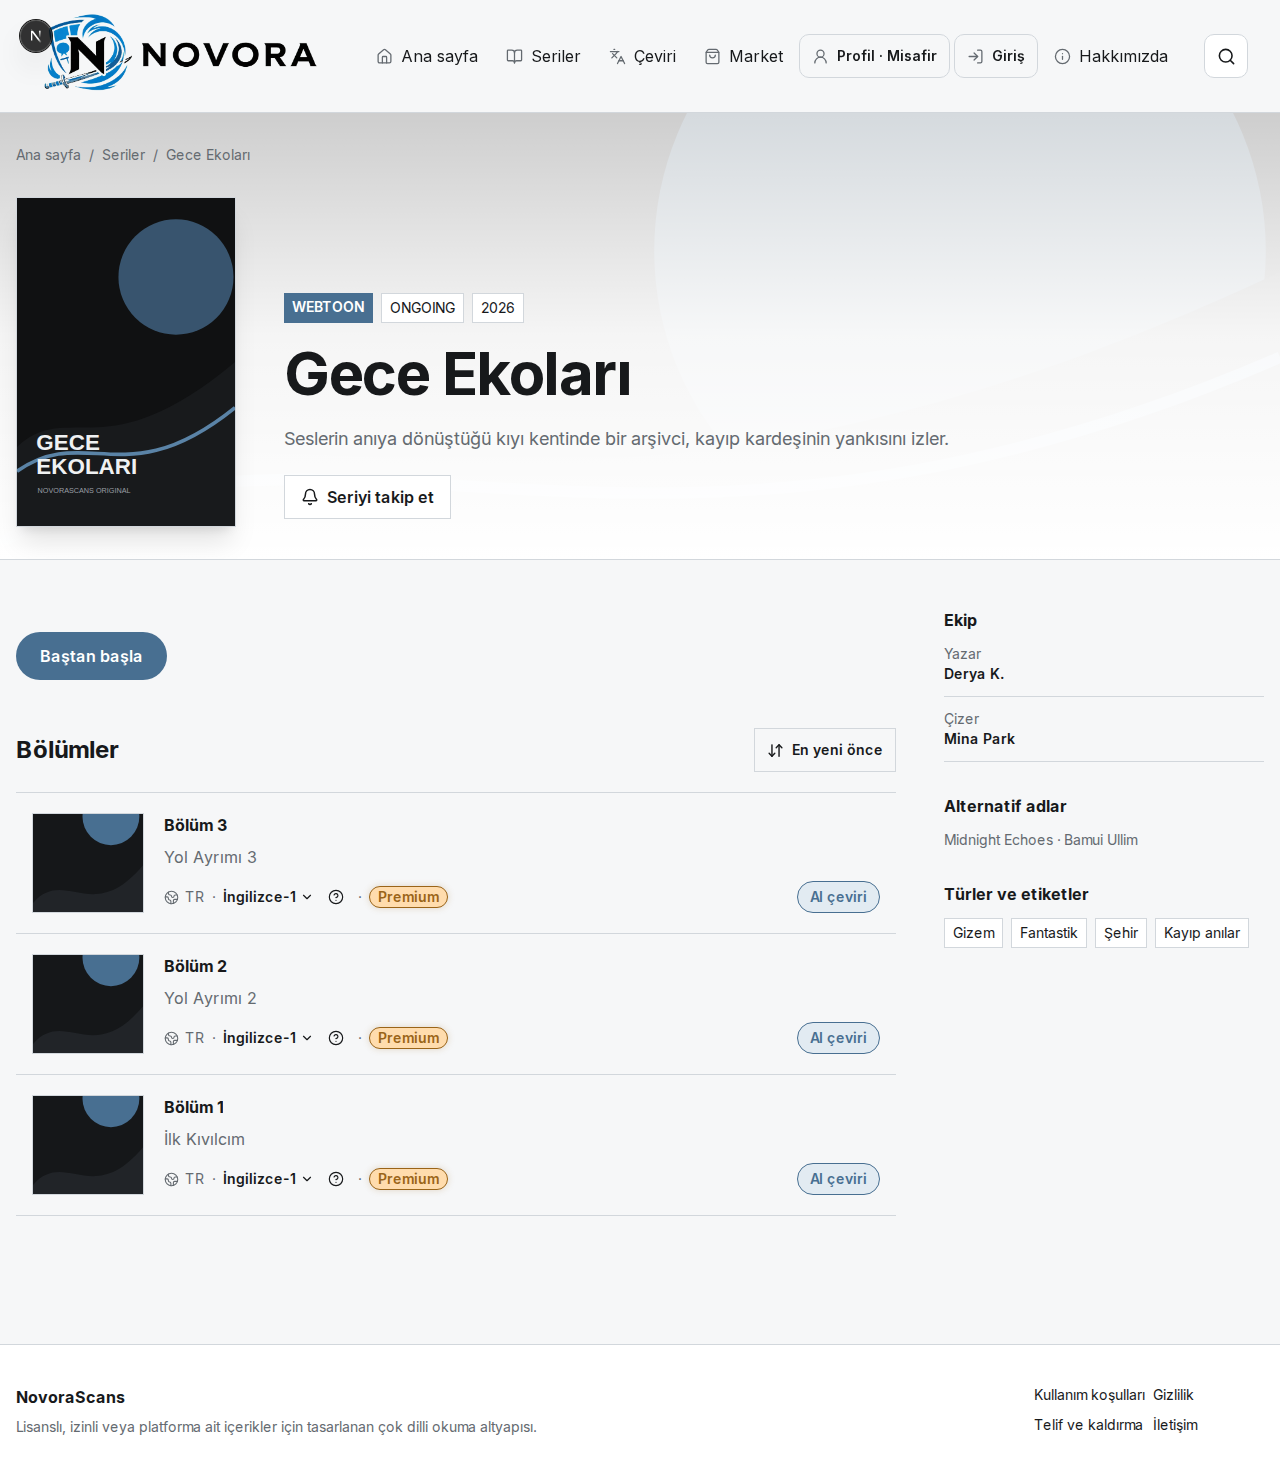 N
N
NOVORA
Ana sayfa
Seriler
Çeviri
Market
Profil · Misafir
Giriş
Hakkımızda
Ana sayfa / Seriler / Gece Ekoları
GECE
EKOLARI
NOVORASCANS ORIGINAL
WEBTOON
ONGOING
2026
Gece Ekoları
Seslerin anıya dönüştüğü kıyı kentinde bir arşivci, kayıp kardeşinin yankısını izler.
Seriyi takip et
Baştan başla
Bölümler
En yeni önce
Bölüm 3
Yol Ayrımı 3
TR · İngilizce-1 · Premium
AI çeviri
Bölüm 2
Yol Ayrımı 2
TR · İngilizce-1 · Premium
AI çeviri
Bölüm 1
İlk Kıvılcım
TR · İngilizce-1 · Premium
AI çeviri
Ekip
Yazar
Derya K.
Çizer
Mina Park
Alternatif adlar
Midnight Echoes · Bamui Ullim
Türler ve etiketler
Gizem
Fantastik
Şehir
Kayıp anılar
NovoraScans
Lisanslı, izinli veya platforma ait içerikler için tasarlanan çok dilli okuma altyapısı.
Kullanım koşulları
Gizlilik
Telif ve kaldırma
İletişim